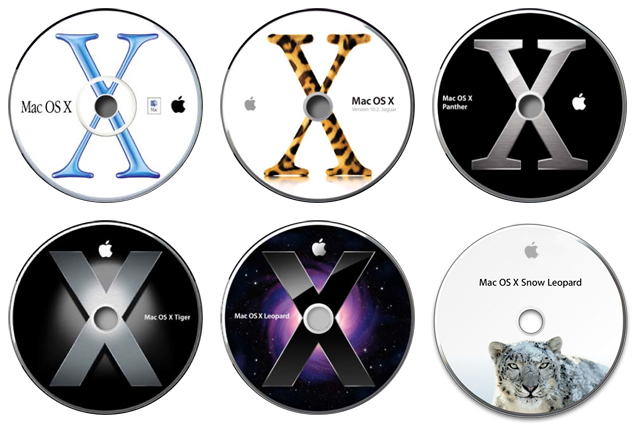 X
Mac OS X
Mac
X
Mac OS X
Version 10.2 Jaguar
X
Mac OS X
Panther
X
Mac OS X Tiger
X
Mac OS X Leopard
Mac OS X Snow Leopard